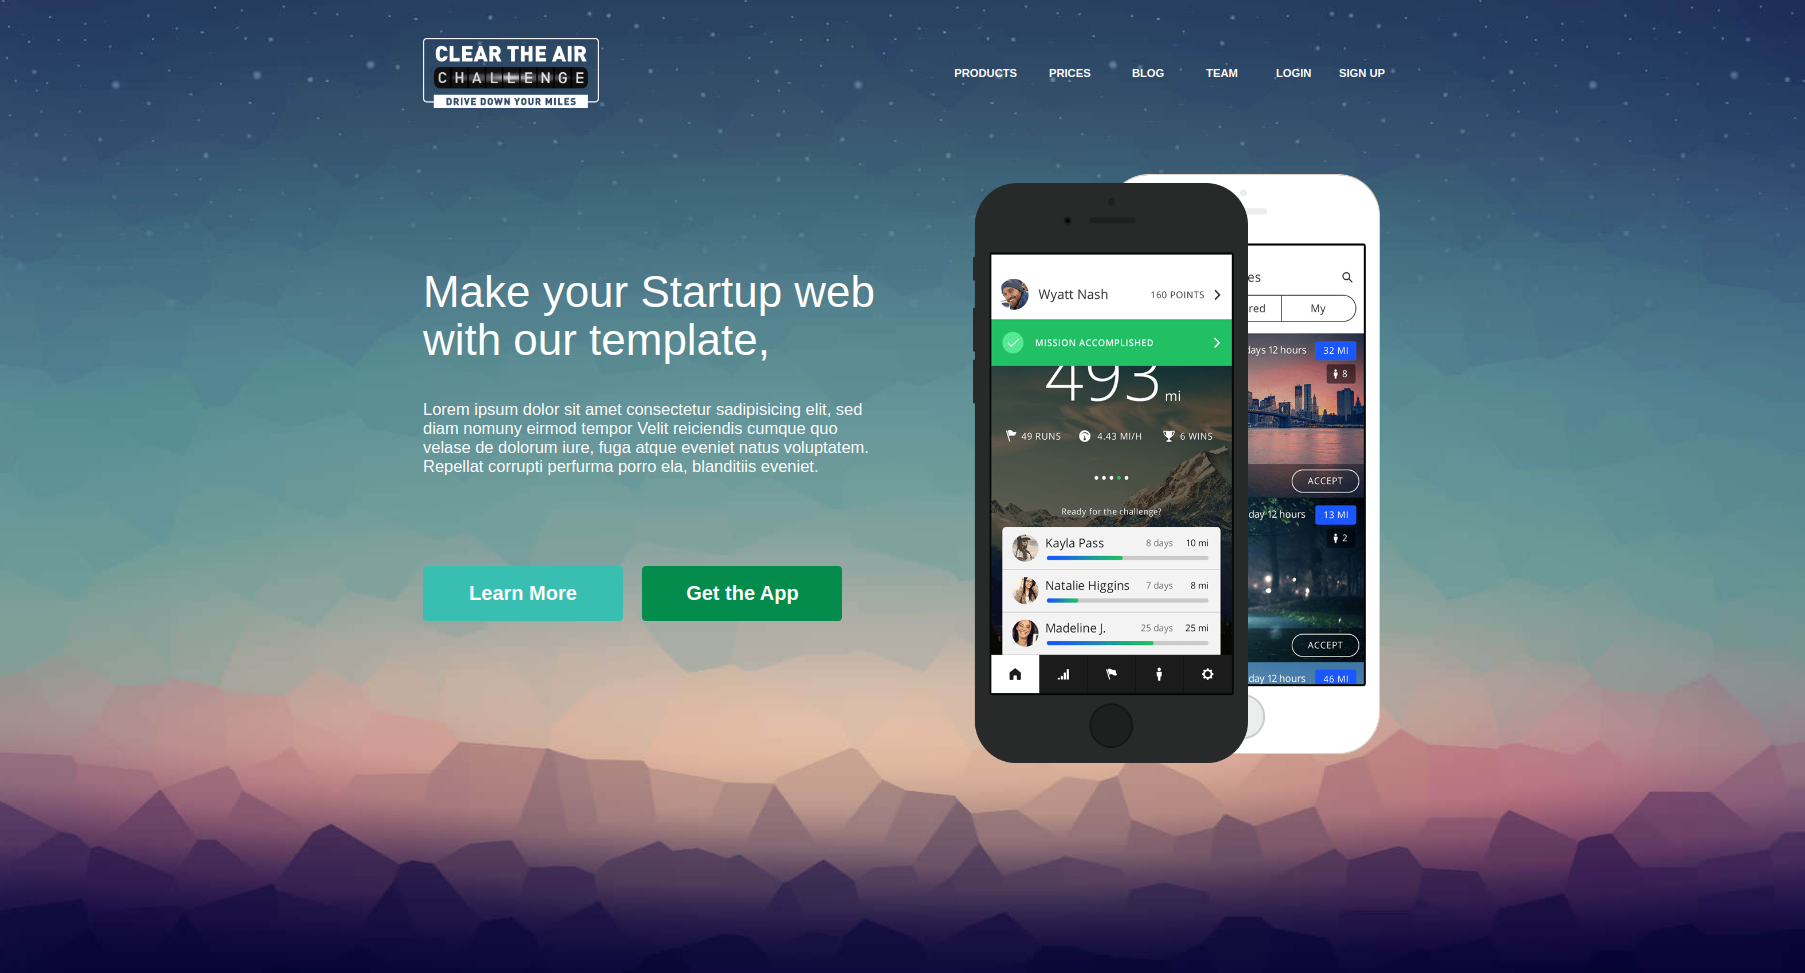 CLEAR THE AIR
CHALLENGE
DRIVE DOWN YOUR MILES
PRODUCTS PRICES BLOG TEAM LOGIN SIGN UP
Make your Startup web
with our template,
Lorem ipsum dolor sit amet consectetur sadipisicing elit, sed
diam nomuny eirmod tempor Velit reiciendis cumque quo
velase de dolorum iure, fuga atque eveniet natus voluptatem.
Repellat corrupti perfurma porro ela, blanditiis eveniet.
Learn More Get the App
Wyatt Nash 160 POINTS
MISSION ACCOMPLISHED
493 mi
49 RUNS 4.43 MI/H 6 WINS
Ready for the challenge?
Kayla Pass 8 days 10 mi
Natalie Higgins 7 days 8 mi
Madeline J. 25 days 25 mi
es
red My
days 12 hours 32 MI
8
ACCEPT
day 12 hours 13 MI
2
ACCEPT
day 12 hours 46 MI